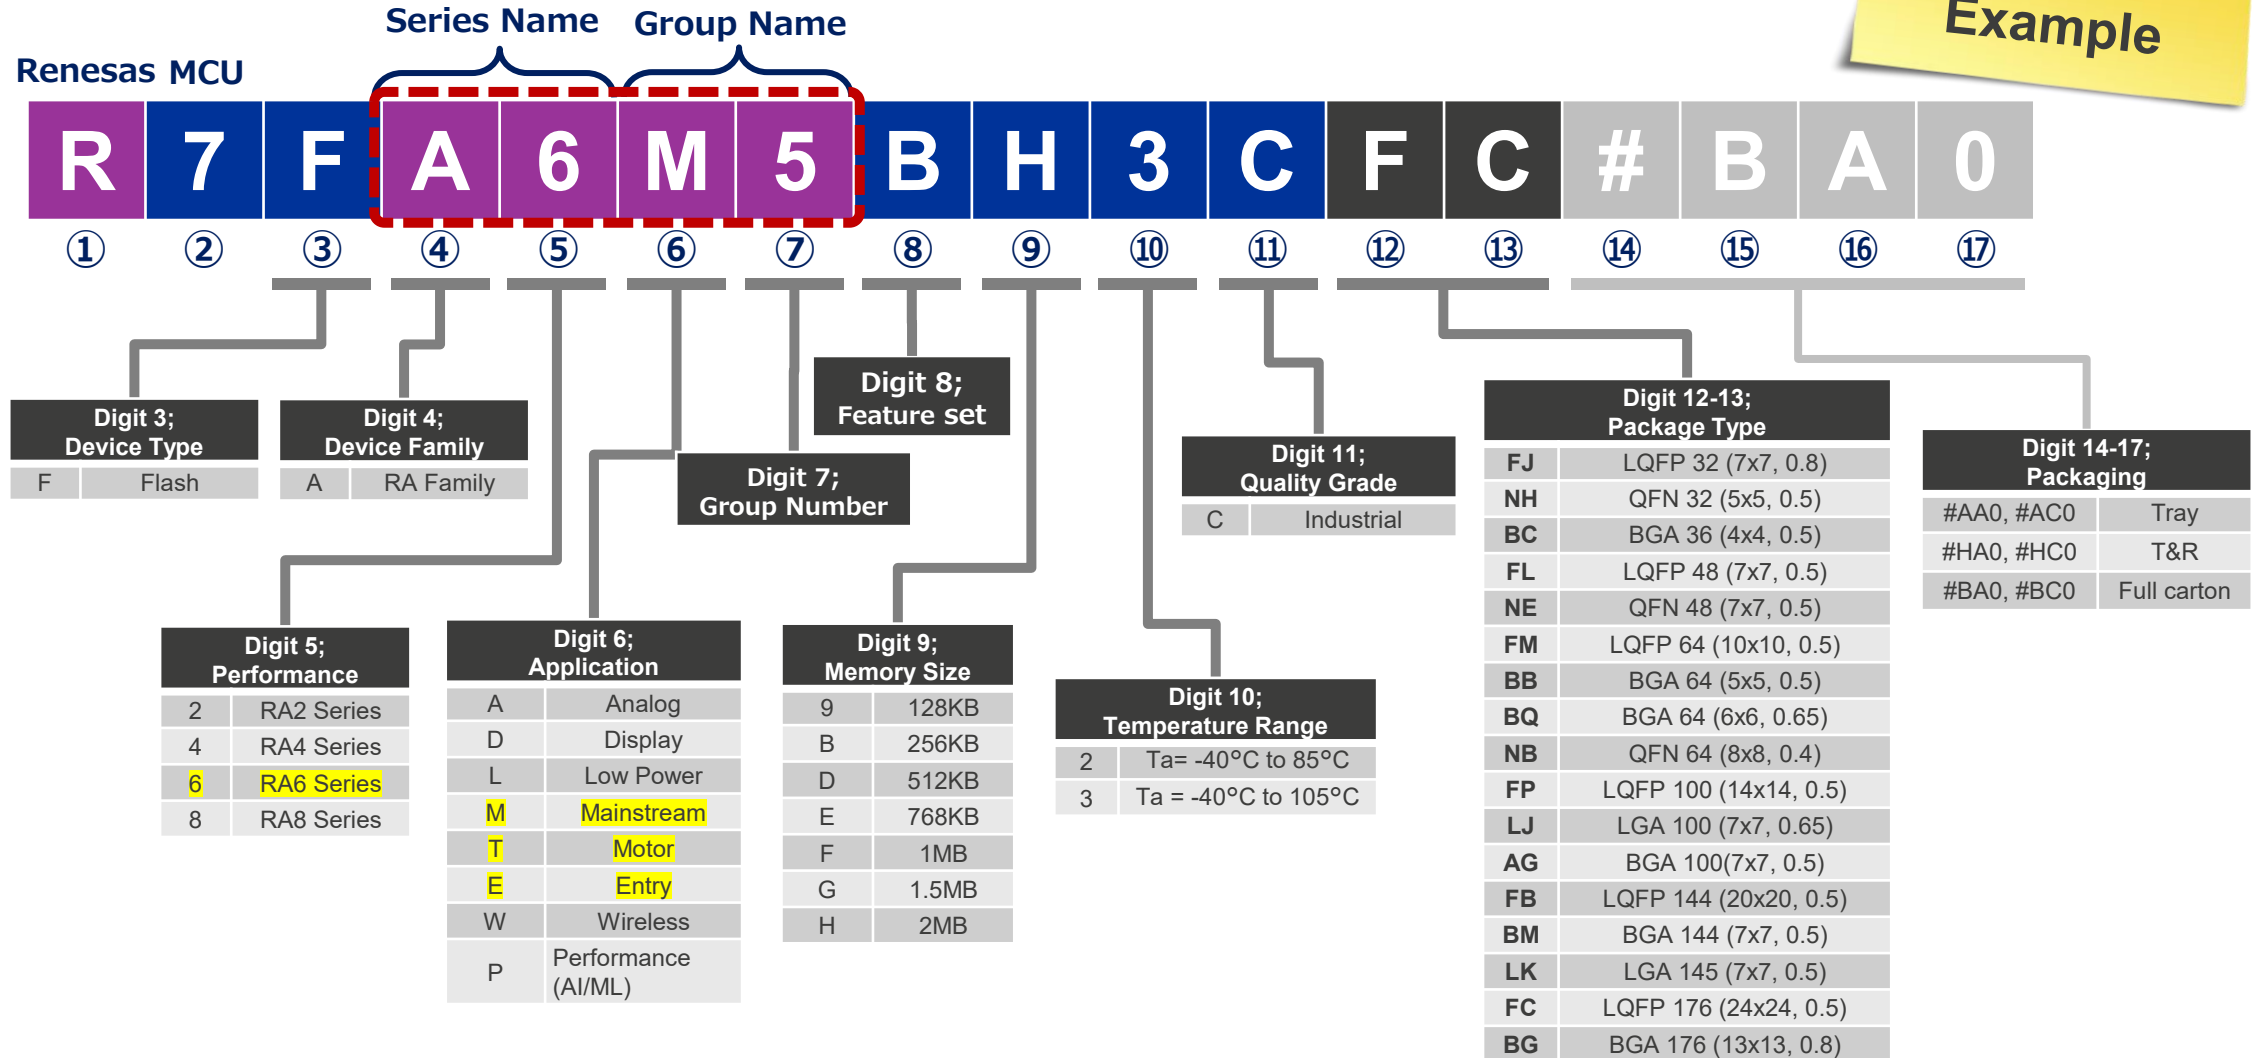 Example
Series Name Group Name
Renesas MCU
R 7 F A 6 M 5 B H 3 C F C # B A 0
① ② ③ ④ ⑤ ⑥ ⑦ ⑧ ⑨ ⑩ ⑪ ⑫ ⑬ ⑭ ⑮ ⑯ ⑰
Digit 3;
Device Type
F Flash
Digit 4;
Device Family
A RA Family
Digit 5;
Performance
2 RA2 Series
4 RA4 Series
6 RA6 Series
8 RA8 Series
Digit 6;
Application
A Analog
D Display
L Low Power
M Mainstream
T Motor
E Entry
W Wireless
P Performance
(AI/ML)
Digit 7;
Group Number
Digit 8;
Feature set
Digit 9;
Memory Size
9 128KB
B 256KB
D 512KB
E 768KB
F 1MB
G 1.5MB
H 2MB
Digit 10;
Temperature Range
2 Ta= -40°C to 85°C
3 Ta = -40°C to 105°C
Digit 11;
Quality Grade
C Industrial
Digit 12-13;
Package Type
FJ LQFP 32 (7x7, 0.8)
NH QFN 32 (5x5, 0.5)
BC BGA 36 (4x4, 0.5)
FL LQFP 48 (7x7, 0.5)
NE QFN 48 (7x7, 0.5)
FM LQFP 64 (10x10, 0.5)
BB BGA 64 (5x5, 0.5)
BQ BGA 64 (6x6, 0.65)
NB QFN 64 (8x8, 0.4)
FP LQFP 100 (14x14, 0.5)
LJ LGA 100 (7x7, 0.65)
AG BGA 100(7x7, 0.5)
FB LQFP 144 (20x20, 0.5)
BM BGA 144 (7x7, 0.5)
LK LGA 145 (7x7, 0.5)
FC LQFP 176 (24x24, 0.5)
BG BGA 176 (13x13, 0.8)
Digit 14-17;
Packaging
#AA0, #AC0 Tray
#HA0, #HC0 T&R
#BA0, #BC0 Full carton